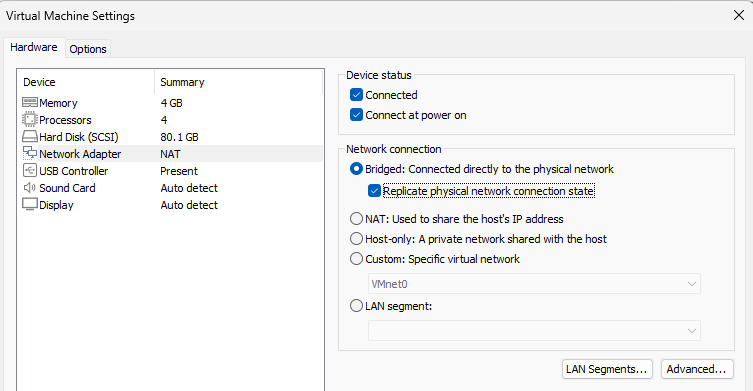 Virtual Machine Settings
Hardware Options
Device Summary
Memory 4 GB
Processors 4
Hard Disk (SCSI) 80.1 GB
Network Adapter NAT
USB Controller Present
Sound Card Auto detect
Display Auto detect
Device status
Connected
Connect at power on
Network connection
Bridged: Connected directly to the physical network
Replicate physical network connection state
NAT: Used to share the host's IP address
Host-only: A private network shared with the host
Custom: Specific virtual network
VMnet0
LAN segment:
LAN Segments... Advanced...